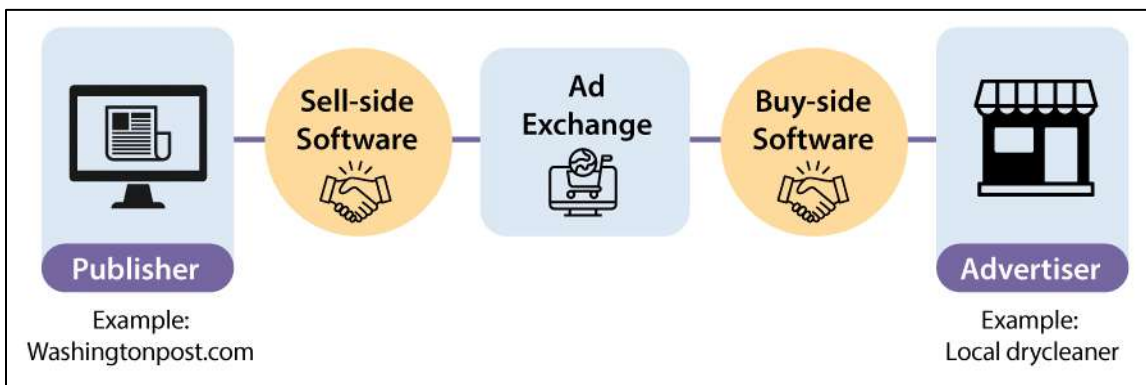 Sell-side
Software
Ad
Exchange
Buy-side
Software
Publisher
Advertiser
Example:
Washingtonpost.com
Example:
Local drycleaner